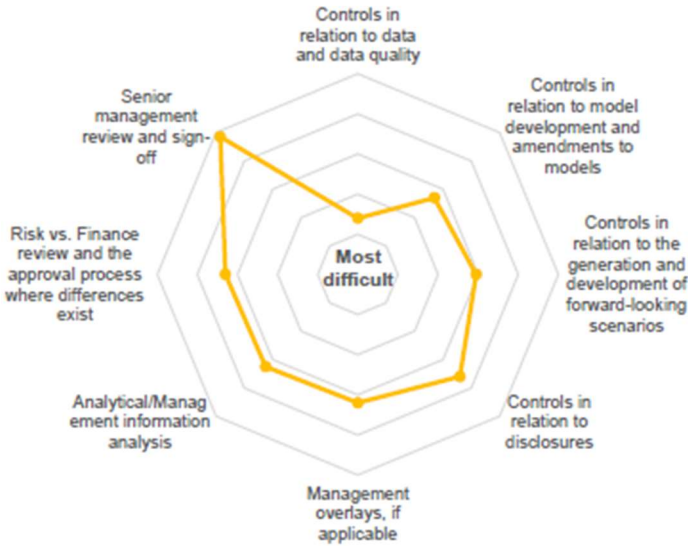 Controls in
relation to data
and data quality
Controls in
relation to model
development and
amendments to
models
Controls in
relation to the
generation and
development of
forward-looking
scenarios
Controls in
relation to
disclosures
Management
overlays, if
applicable
Analytical/Manag
ement information
analysis
Risk vs. Finance
review and the
approval process
where differences
exist
Senior
management
review and sign-
off
Most
difficult